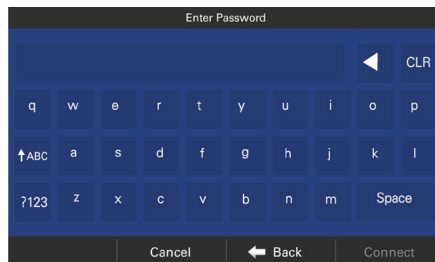 Enter Password
CLR
q w e r t y u i o p
ABC a s d f g h j k l
?123 z x c v b n m Space
Cancel Back Connect